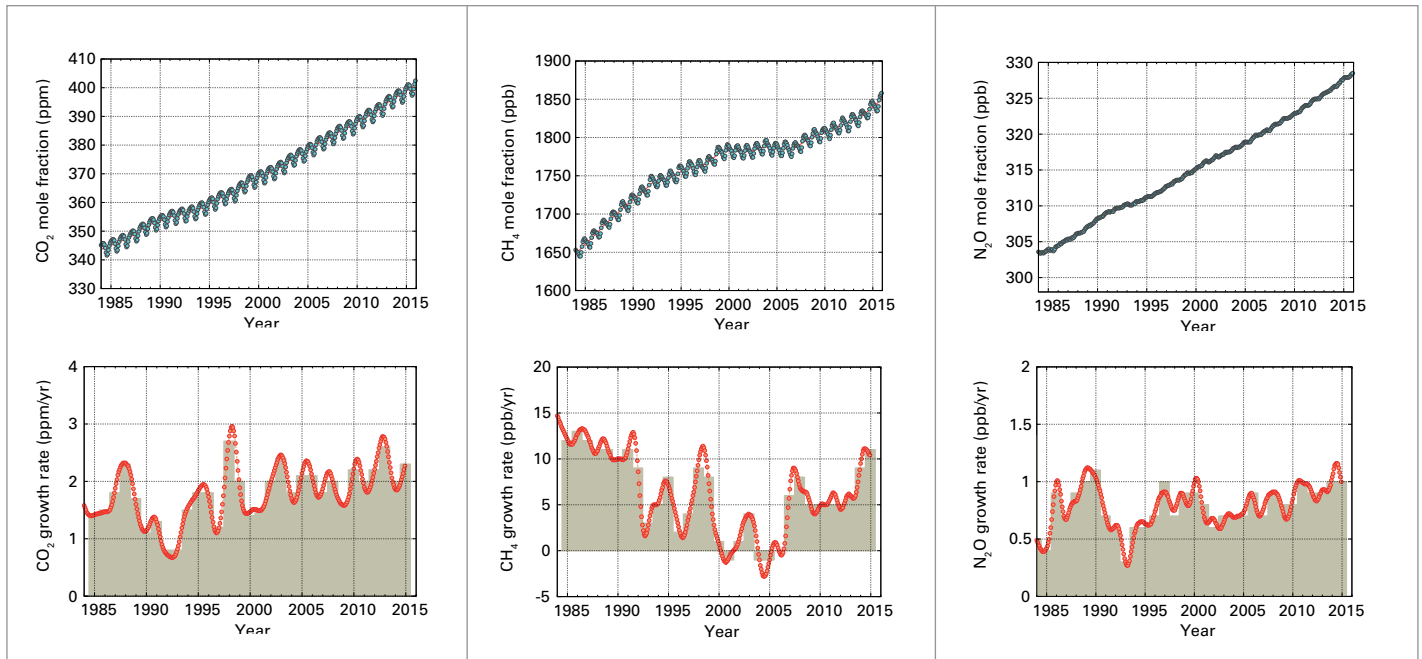 CO₂ mole fraction (ppm)
410
400
390
380
370
360
350
340
330
1985 1990 1995 2000 2005 2010 2015
Year
CH₄ mole fraction (ppb)
1900
1850
1800
1750
1700
1650
1600
1985 1990 1995 2000 2005 2010 2015
Year
N₂O mole fraction (ppb)
330
325
320
315
310
305
300
1985 1990 1995 2000 2005 2010 2015
Year
CO₂ growth rate (ppm/yr)
4
3
2
1
0
1985 1990 1995 2000 2005 2010 2015
Year
CH₄ growth rate (ppb/yr)
20
15
10
5
0
-5
1985 1990 1995 2000 2005 2010 2015
Year
N₂O growth rate (ppb/yr)
2
1.5
1
0.5
0
1985 1990 1995 2000 2005 2010 2015
Year